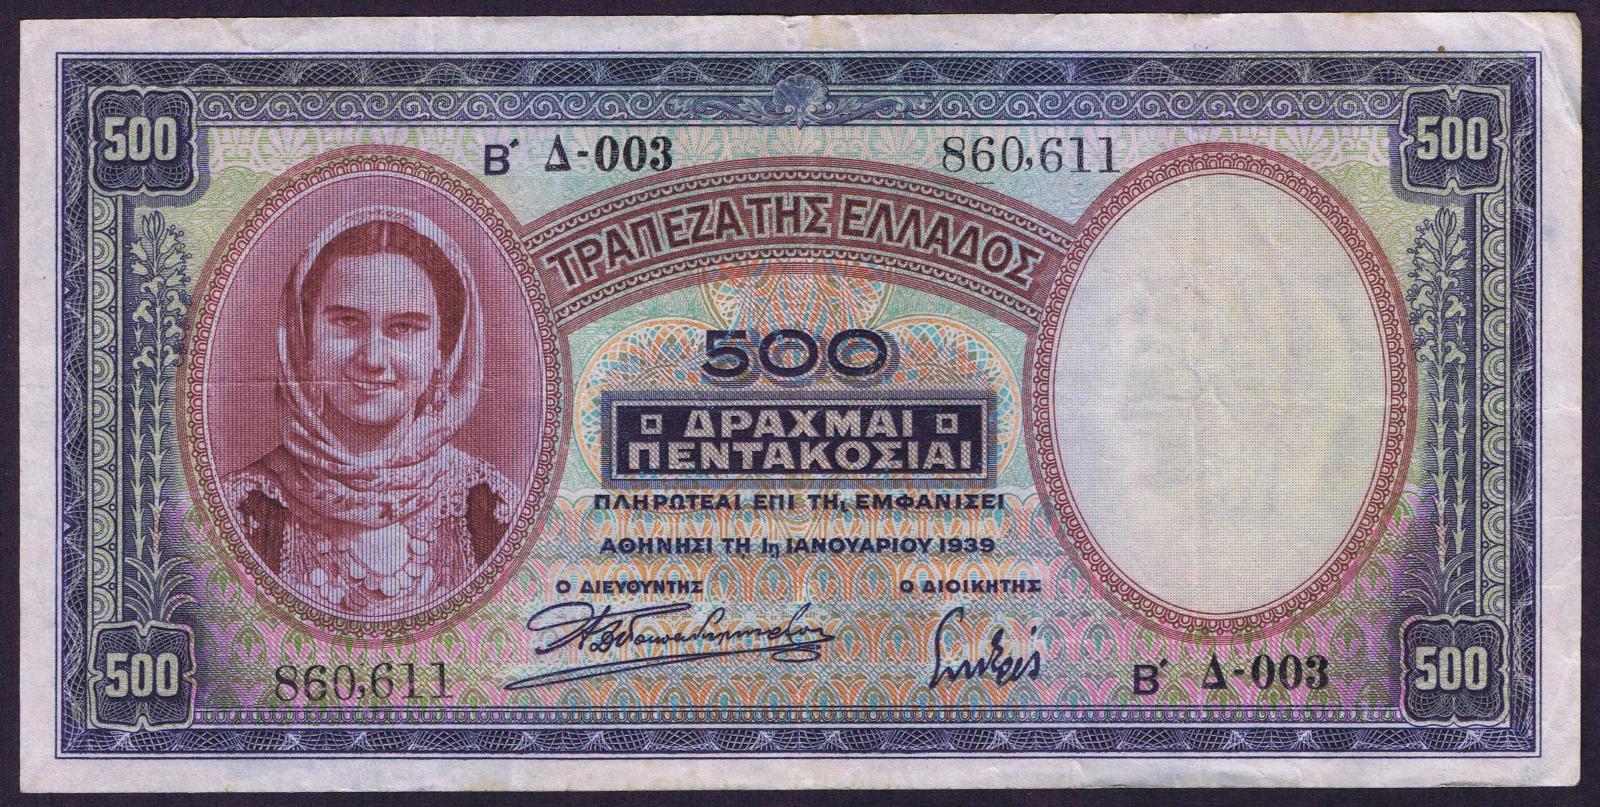 500 500
Β΄ Δ-003 860,611
ΤΡΑΠΕΖΑ ΤΗΣ ΕΛΛΑΔΟΣ
500
ΔΡΑΧΜΑΙ
ΠΕΝΤΑΚΟΣΙΑΙ
ΠΛΗΡΩΤΕΑΙ ΕΠΙ ΤΗι ΕΜΦΑΝΙΣΕΙ
ΑΘΗΝΗΣΙ ΤΗ 1η ΙΑΝΟΥΑΡΙΟΥ 1939
Ο ΔΙΕΥΘΥΝΤΗΣ Ο ΔΙΟΙΚΗΤΗΣ
500 860,611 Β΄ Δ-003 500